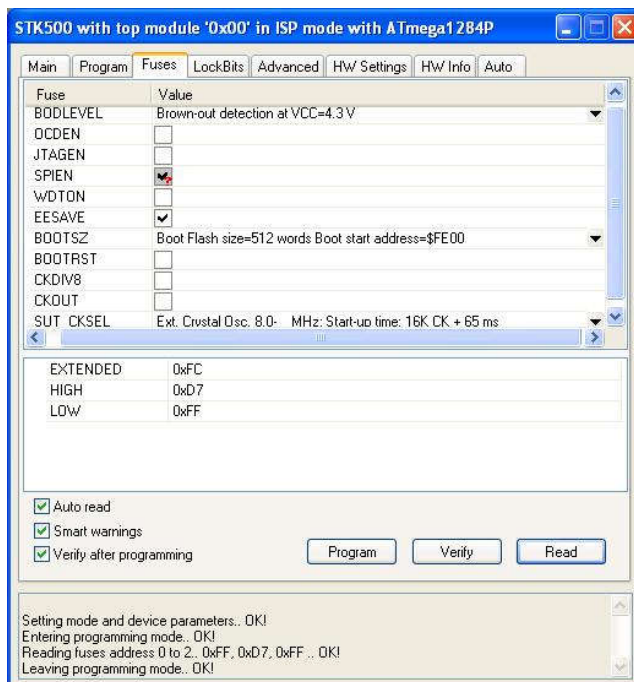 STK500 with top module '0x00' in ISP mode with ATmega1284P
Main Program Fuses LockBits Advanced HW Settings HW Info Auto
Fuse Value
BODLEVEL Brown-out detection at VCC=4.3 V
OCDEN
JTAGEN
SPIEN
WDTON
EESAVE
BOOTSZ Boot Flash size=512 words Boot start address=$FE00
BOOTRST
CKDIV8
CKOUT
SUT_CKSEL Ext. Crystal Osc. 8.0- MHz; Start-up time: 16K CK + 65 ms
EXTENDED 0xFC
HIGH 0xD7
LOW 0xFF
Auto read
Smart warnings
Verify after programming
Program Verify Read
Setting mode and device parameters.. OK!
Entering programming mode.. OK!
Reading fuses address 0 to 2.. 0xFF, 0xD7, 0xFF .. OK!
Leaving programming mode.. OK!